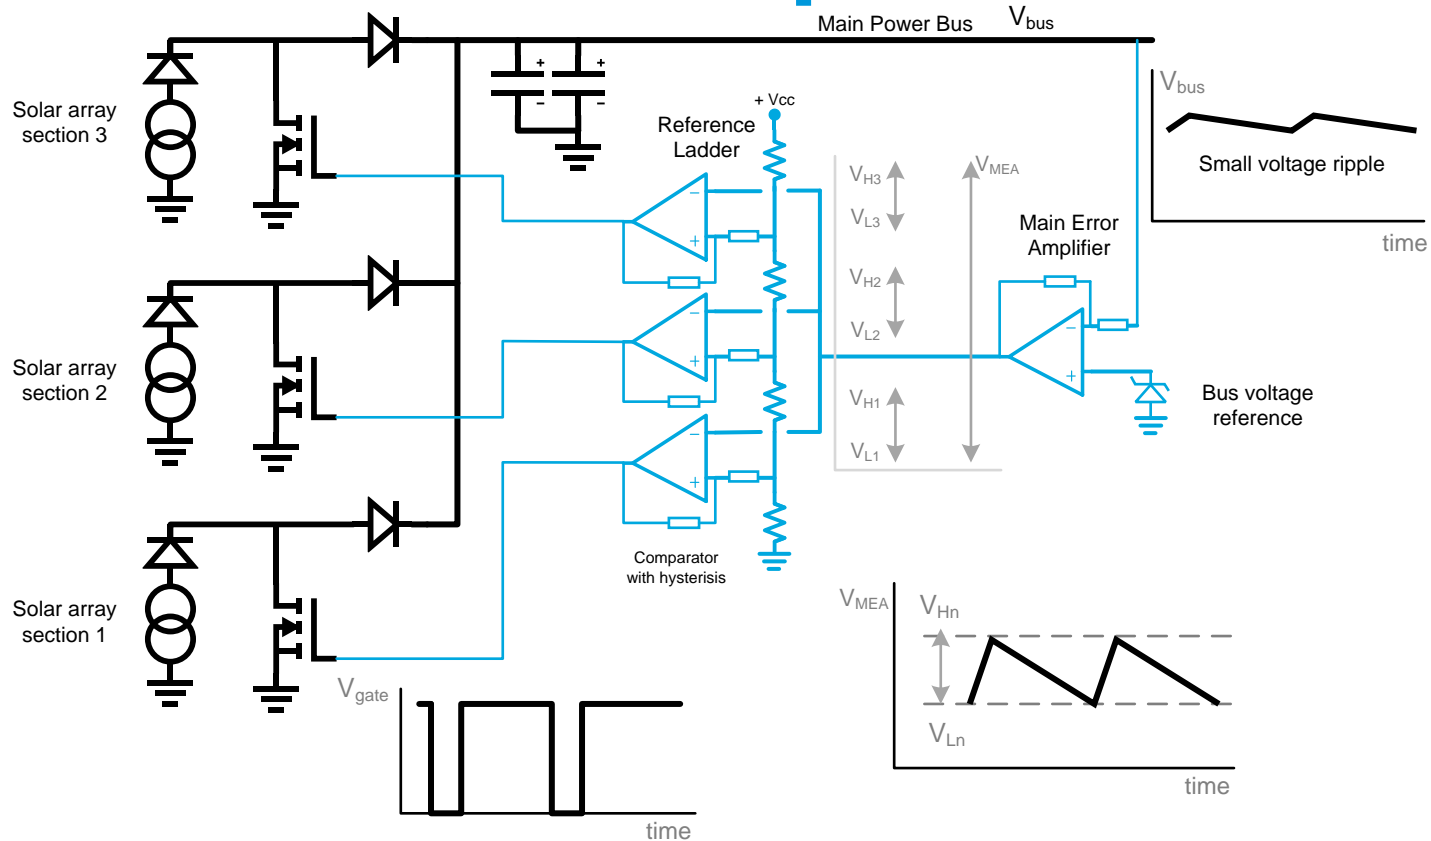 Main Power Bus
Vbus
Solar array
section 3
+
+
−
−
+ Vcc
Reference
Ladder
−
+
VH3
VL3
VMEA
Vbus
Small voltage ripple
time
Main Error
Amplifier
−
+
Bus voltage
reference
Solar array
section 2
−
+
VH2
VL2
Solar array
section 1
−
+
VH1
VL1
Comparator
with hysterisis
Vgate
time
VMEA
VHn
VLn
time